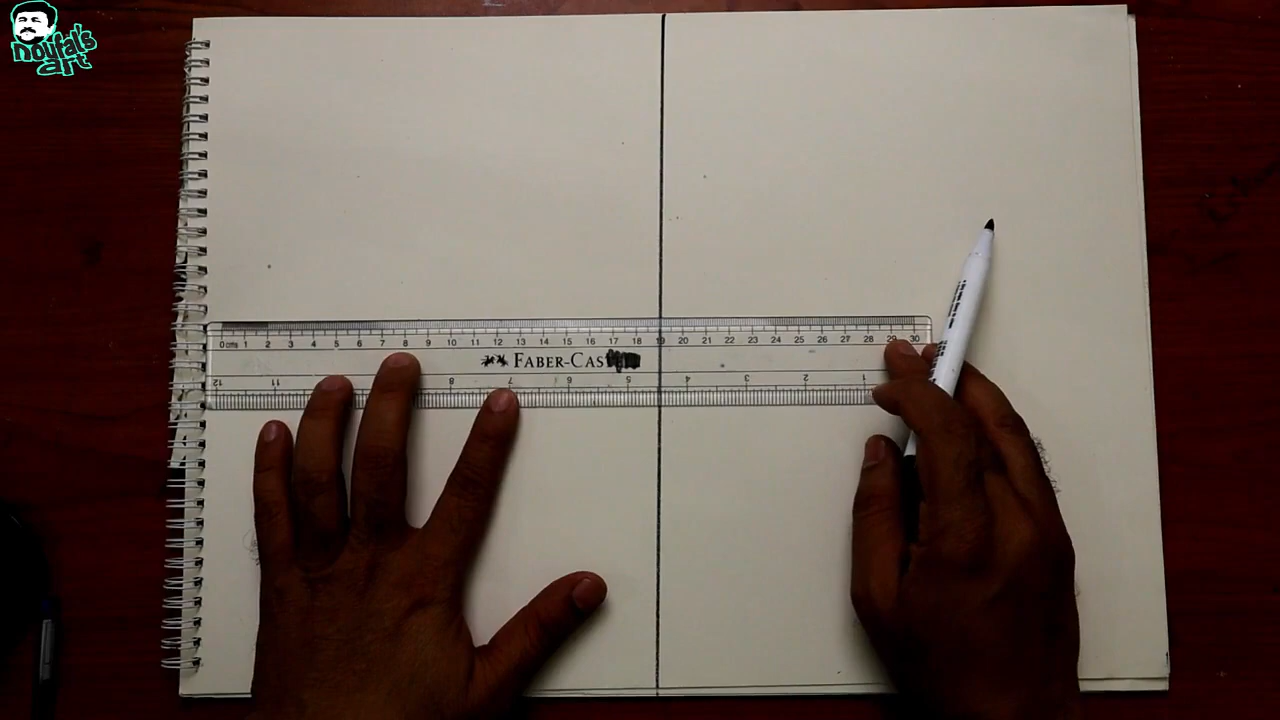 Noufal's
art
0 cms 1 2 3 4 5 6 7 8 9 10 11 12 13 14 15 16 17 18 19 20 21 22 23 24 25 26 27 28 29 30
FABER-CAS
12 11 8 7 6 5 4 3 2 1